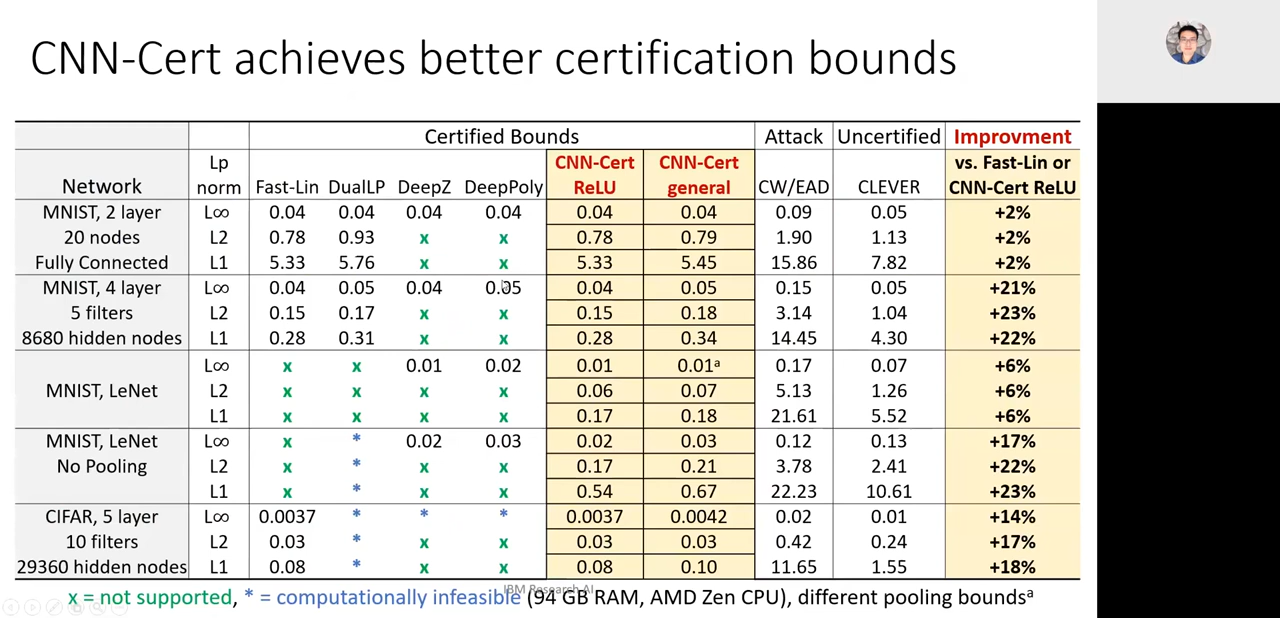 CNN-Cert achieves better certification bounds
Certified Bounds Attack Uncertified Improvment
Network Lp norm Fast-Lin DualLP DeepZ DeepPoly CNN-Cert ReLU CNN-Cert general CW/EAD CLEVER vs. Fast-Lin or CNN-Cert ReLU
MNIST, 2 layer L∞ 0.04 0.04 0.04 0.04 0.04 0.04 0.09 0.05 +2%
20 nodes L2 0.78 0.93 x x 0.78 0.79 1.90 1.13 +2%
Fully Connected L1 5.33 5.76 x x 5.33 5.45 15.86 7.82 +2%
MNIST, 4 layer L∞ 0.04 0.05 0.04 0.05 0.04 0.05 0.15 0.05 +21%
5 filters L2 0.15 0.17 x x 0.15 0.18 3.14 1.04 +23%
8680 hidden nodes L1 0.28 0.31 x x 0.28 0.34 14.45 4.30 +22%
L∞ x x 0.01 0.02 0.01 0.01ª 0.17 0.07 +6%
MNIST, LeNet L2 x x x x 0.06 0.07 5.13 1.26 +6%
L1 x x x x 0.17 0.18 21.61 5.52 +6%
MNIST, LeNet L∞ x * 0.02 0.03 0.02 0.03 0.12 0.13 +17%
No Pooling L2 x * x x 0.17 0.21 3.78 2.41 +22%
L1 x * x x 0.54 0.67 22.23 10.61 +23%
CIFAR, 5 layer L∞ 0.0037 * * * 0.0037 0.0042 0.02 0.01 +14%
10 filters L2 0.03 * x x 0.03 0.03 0.42 0.24 +17%
29360 hidden nodes L1 0.08 * x x 0.08 0.10 11.65 1.55 +18%
IBM Research AI
x = not supported, * = computationally infeasible (94 GB RAM, AMD Zen CPU), different pooling boundsª